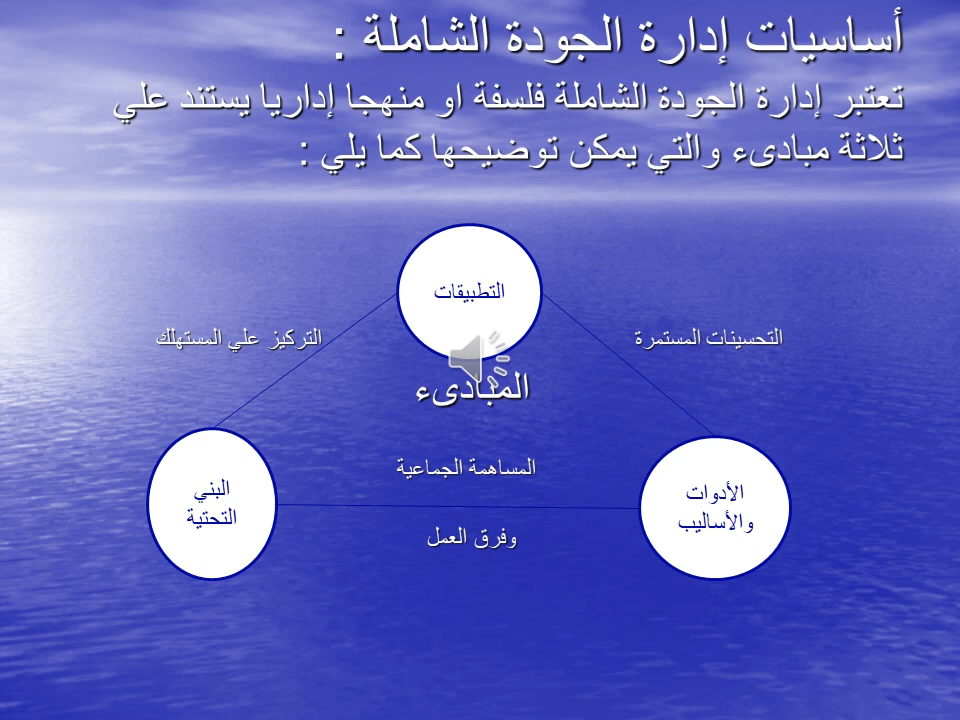 أساسيات إدارة الجودة الشاملة :
تعتبر إدارة الجودة الشاملة فلسفة او منهجا إداريا يستند علي
ثلاثة مبادىء والتي يمكن توضيحها كما يلي :
التطبيقات
التحسينات المستمرة
التركيز علي المستهلك
المبادىء
المساهمة الجماعية
وفرق العمل
الأدوات
والأساليب
البني
التحتية